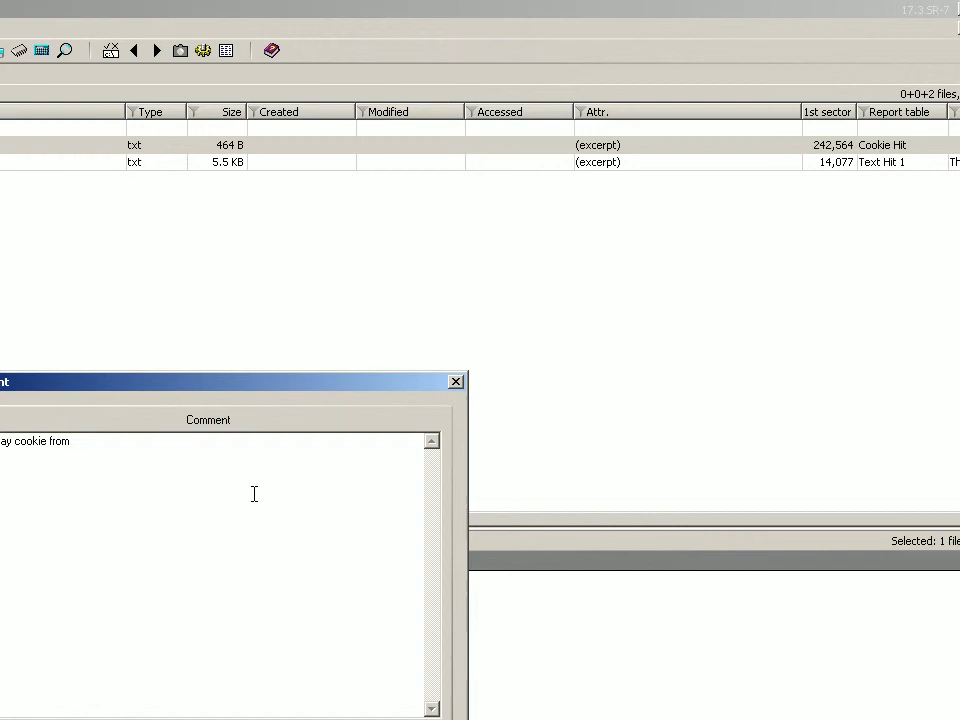 17.3 SR-7
0+0+2 files,
Type Size Created Modified Accessed Attr. 1st sector Report table
txt 464 B (excerpt) 242,564 Cookie Hit
txt 5.5 KB (excerpt) 14,077 Text Hit 1 Th
nt
Comment
ay cookie from
Selected: 1 file